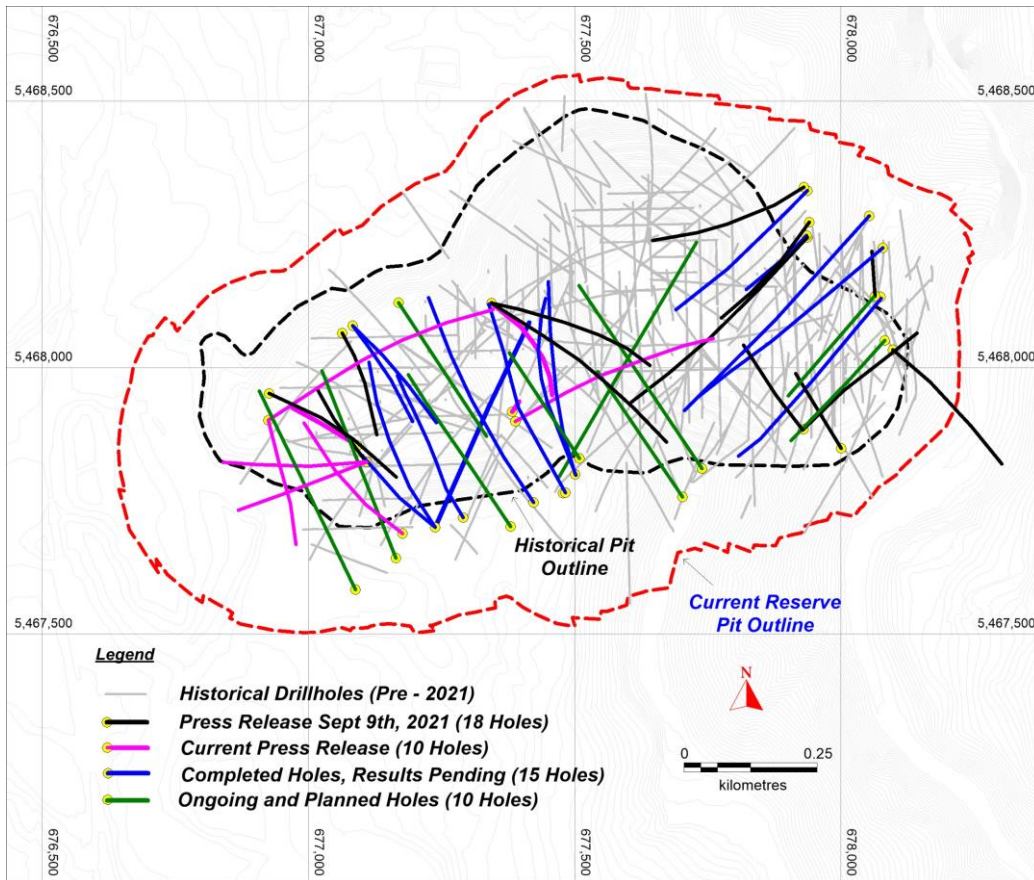 676,500
677,000
677,500
678,000
5,468,500
5,468,500
5,468,000
5,468,000
Historical Pit
Outline
Current Reserve
Pit Outline
5,467,500
5,467,500
Legend
Historical Drillholes (Pre - 2021)
Press Release Sept 9th, 2021 (18 Holes)
Current Press Release (10 Holes)
Completed Holes, Results Pending (15 Holes)
Ongoing and Planned Holes (10 Holes)
N
0
0.25
kilometres
676,500
677,000
677,500
678,000